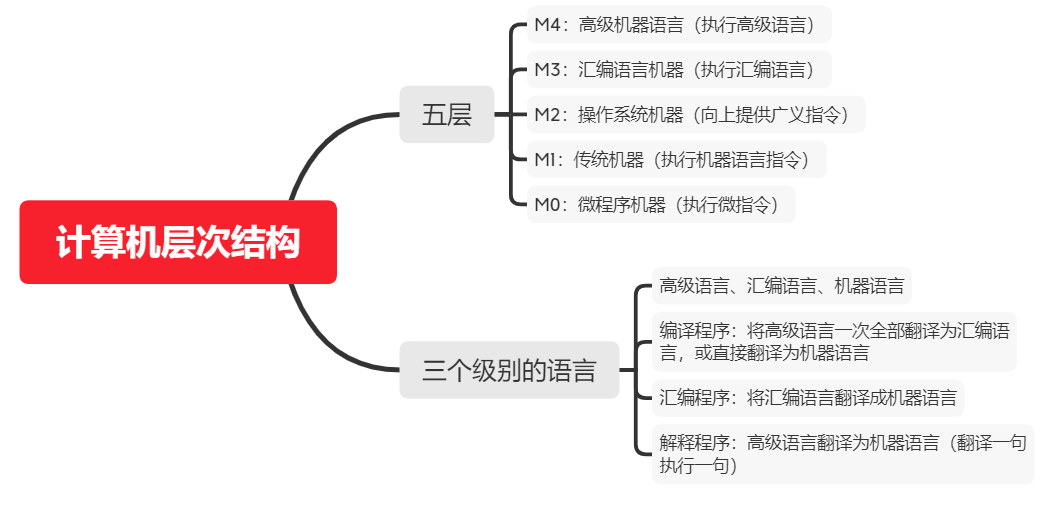 计算机层次结构
五层
M4：高级机器语言（执行高级语言）
M3：汇编语言机器（执行汇编语言）
M2：操作系统机器（向上提供广义指令）
M1：传统机器（执行机器语言指令）
M0：微程序机器（执行微指令）
三个级别的语言
高级语言、汇编语言、机器语言
编译程序：将高级语言一次全部翻译为汇编语
言，或直接翻译为机器语言
汇编程序：将汇编语言翻译成机器语言
解释程序：高级语言翻译为机器语言（翻译一句
执行一句）